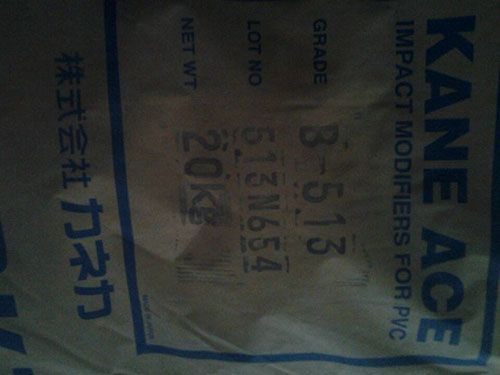 KANE ACE
IMPACT MODIFIERS FOR PVC
GRADE B-513
LOT NO 513N654
NET WT 20Kg
株式会社 カネカ